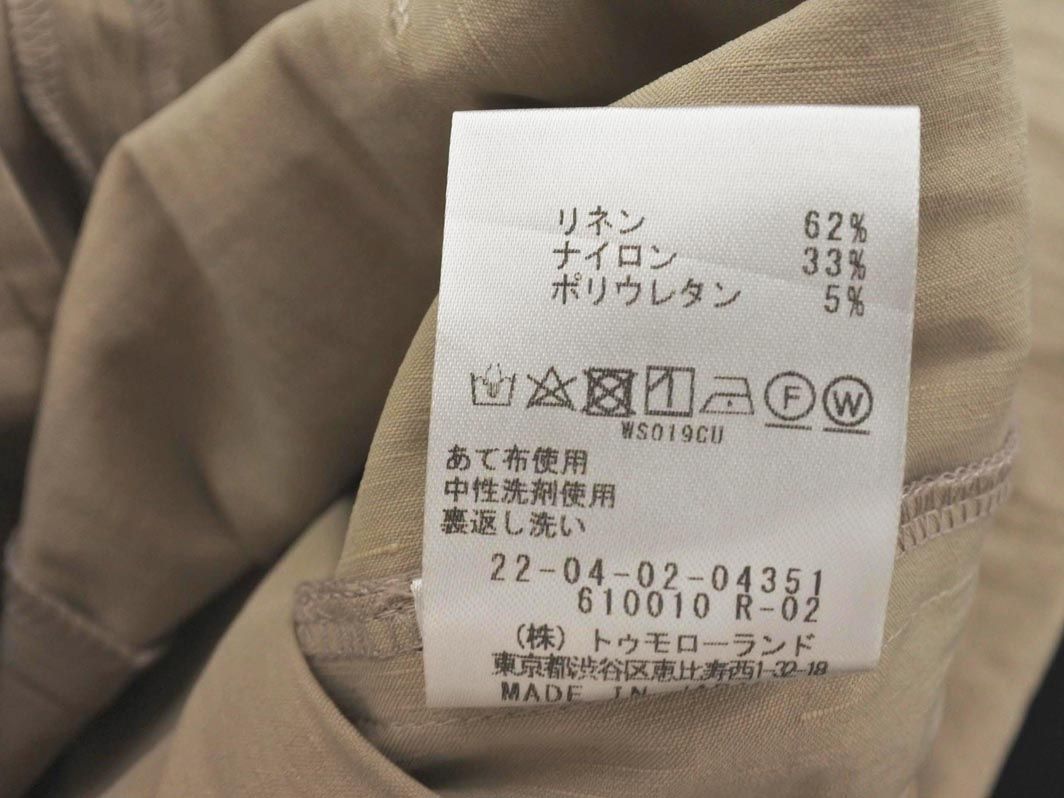 リネン 62%
ナイロン 33%
ポリウレタン 5%
1 F W
WS019CU
あて布使用
中性洗剤使用
裏返し洗い
22-04-02-04351
610010 R-02
(株) トゥモローランド
東京都渋谷区恵比寿西1-32-18
MADE IN